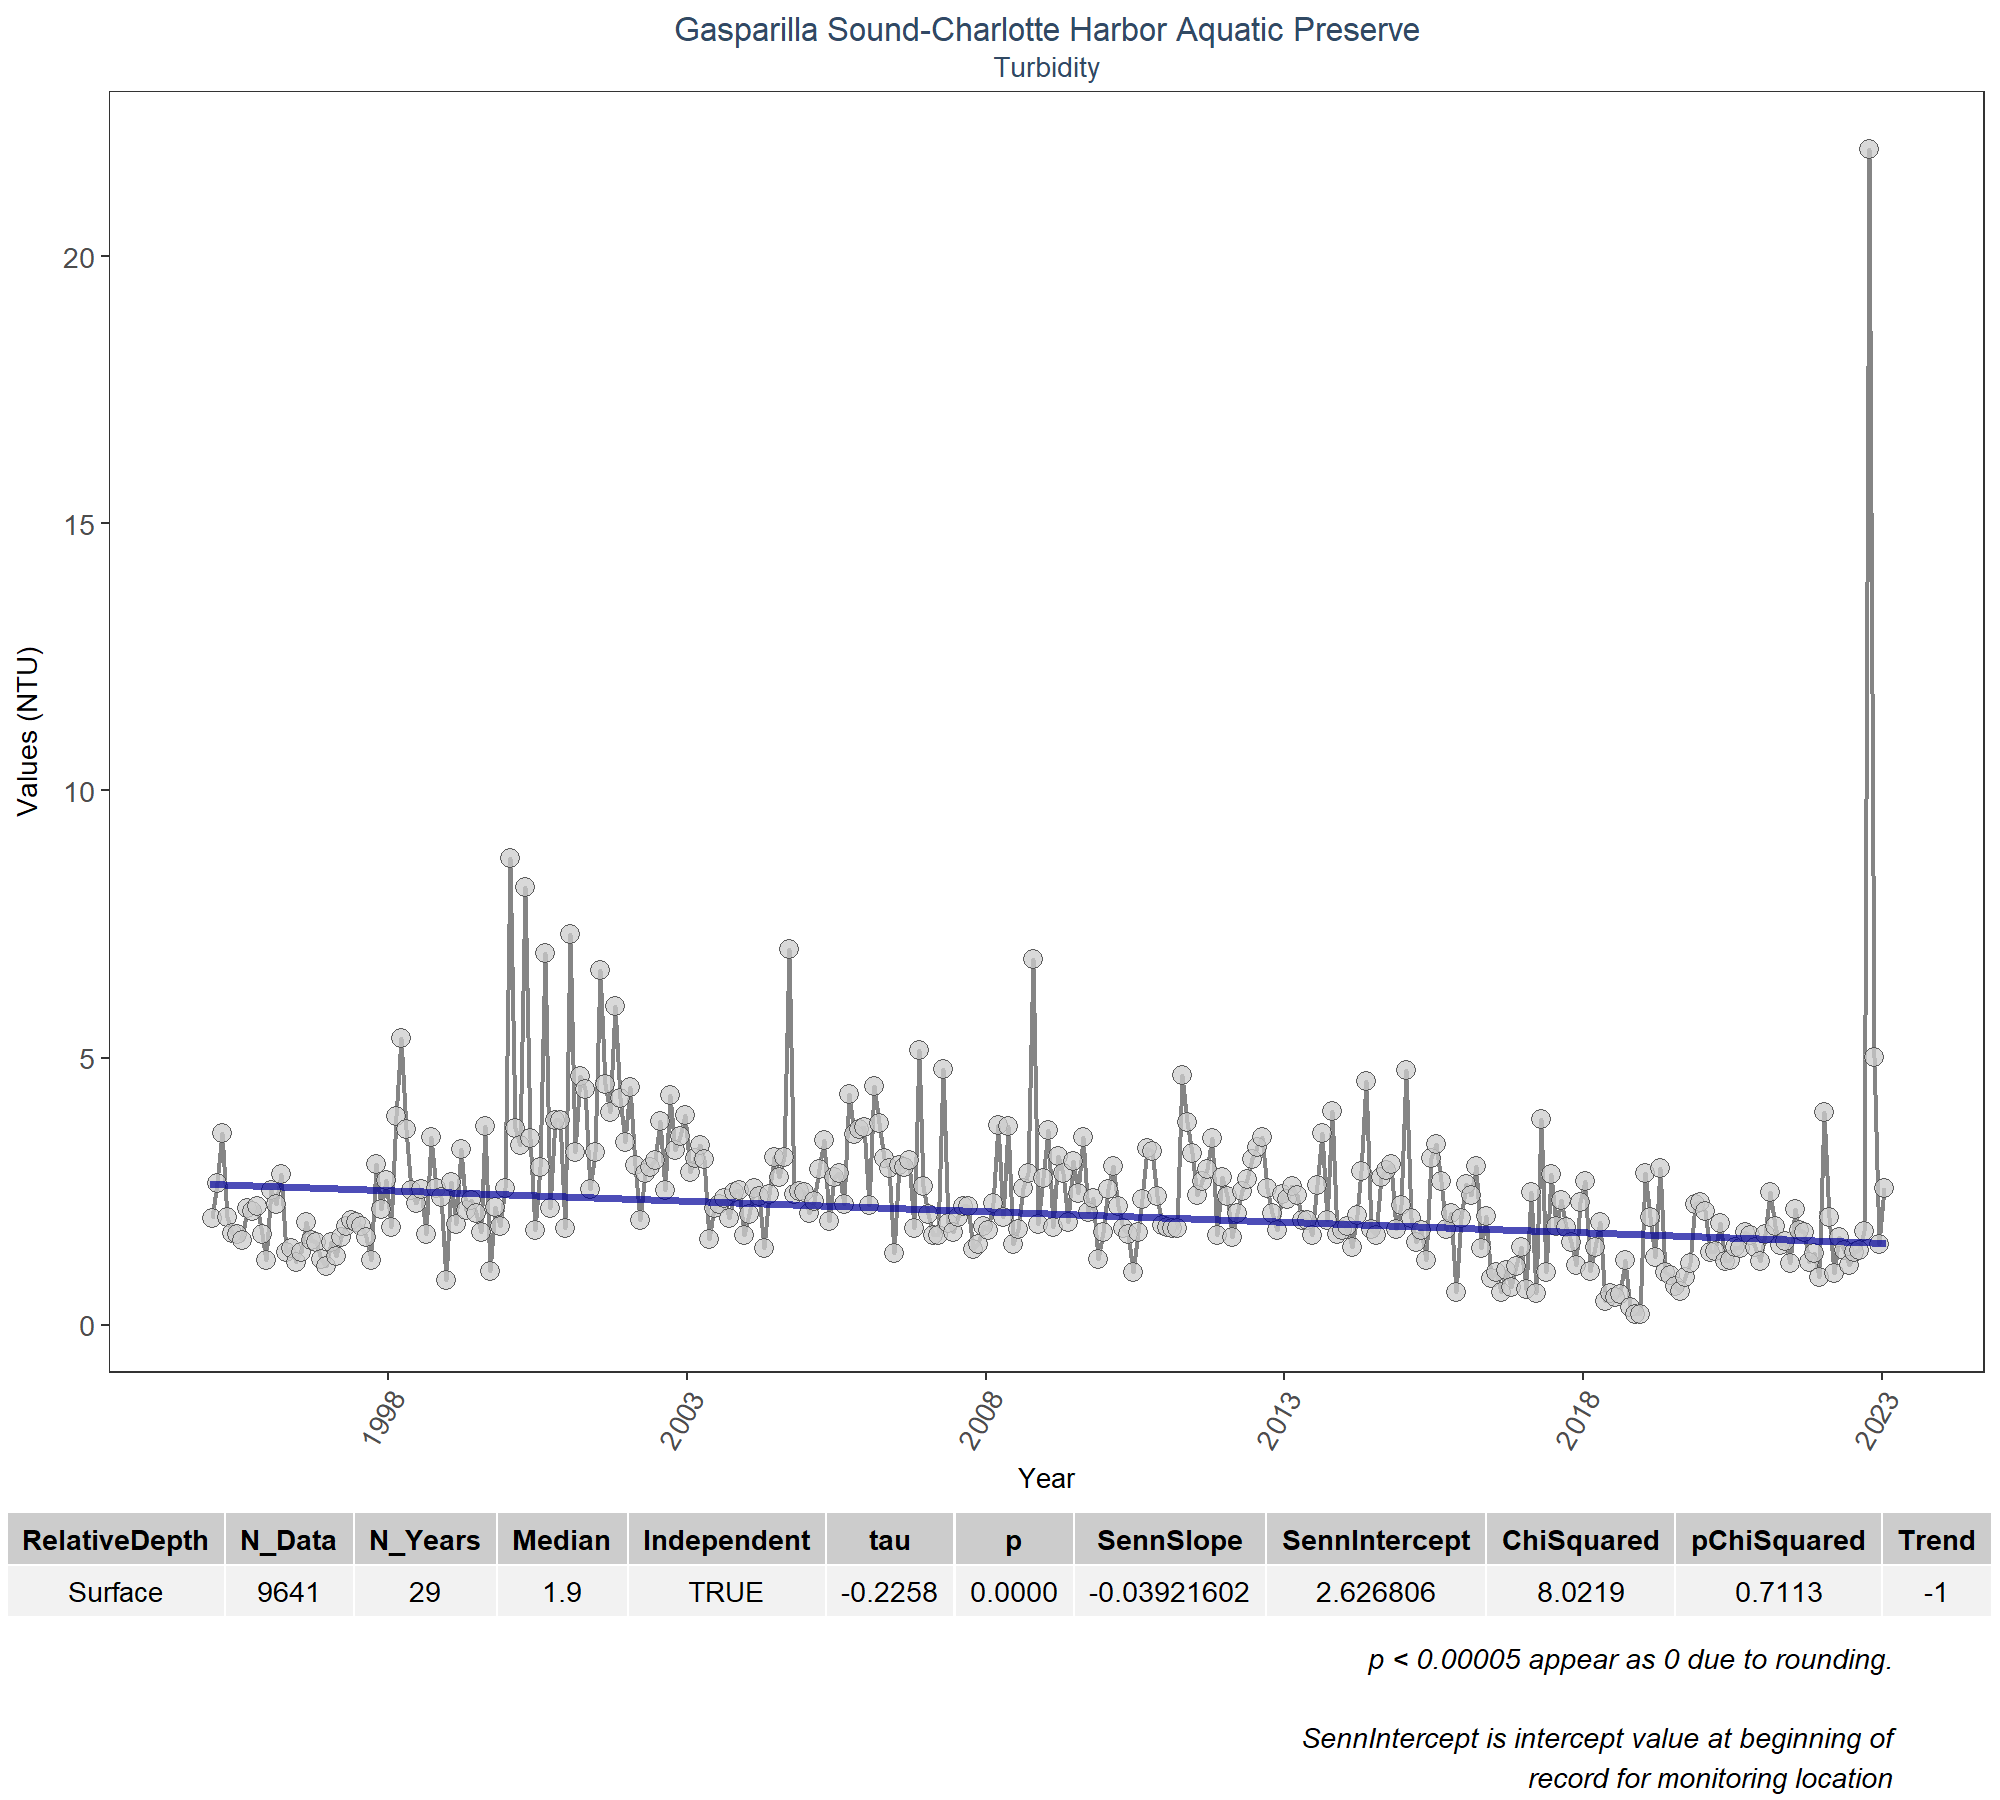 Gasparilla Sound-Charlotte Harbor Aquatic Preserve
Turbidity
Values (NTU)
20
15
10
5
0
1998 2003 2008 2013 2018 2023
Year
RelativeDepth N_Data N_Years Median Independent tau p SennSlope SennIntercept ChiSquared pChiSquared Trend
Surface 9641 29 1.9 TRUE -0.2258 0.0000 -0.03921602 2.626806 8.0219 0.7113 -1
p < 0.00005 appear as 0 due to rounding.
SennIntercept is intercept value at beginning of
record for monitoring location